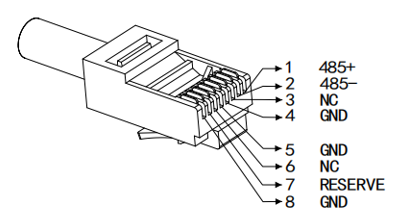 1 485+
2 485-
3 NC
4 GND
5 GND
6 NC
7 RESERVE
8 GND